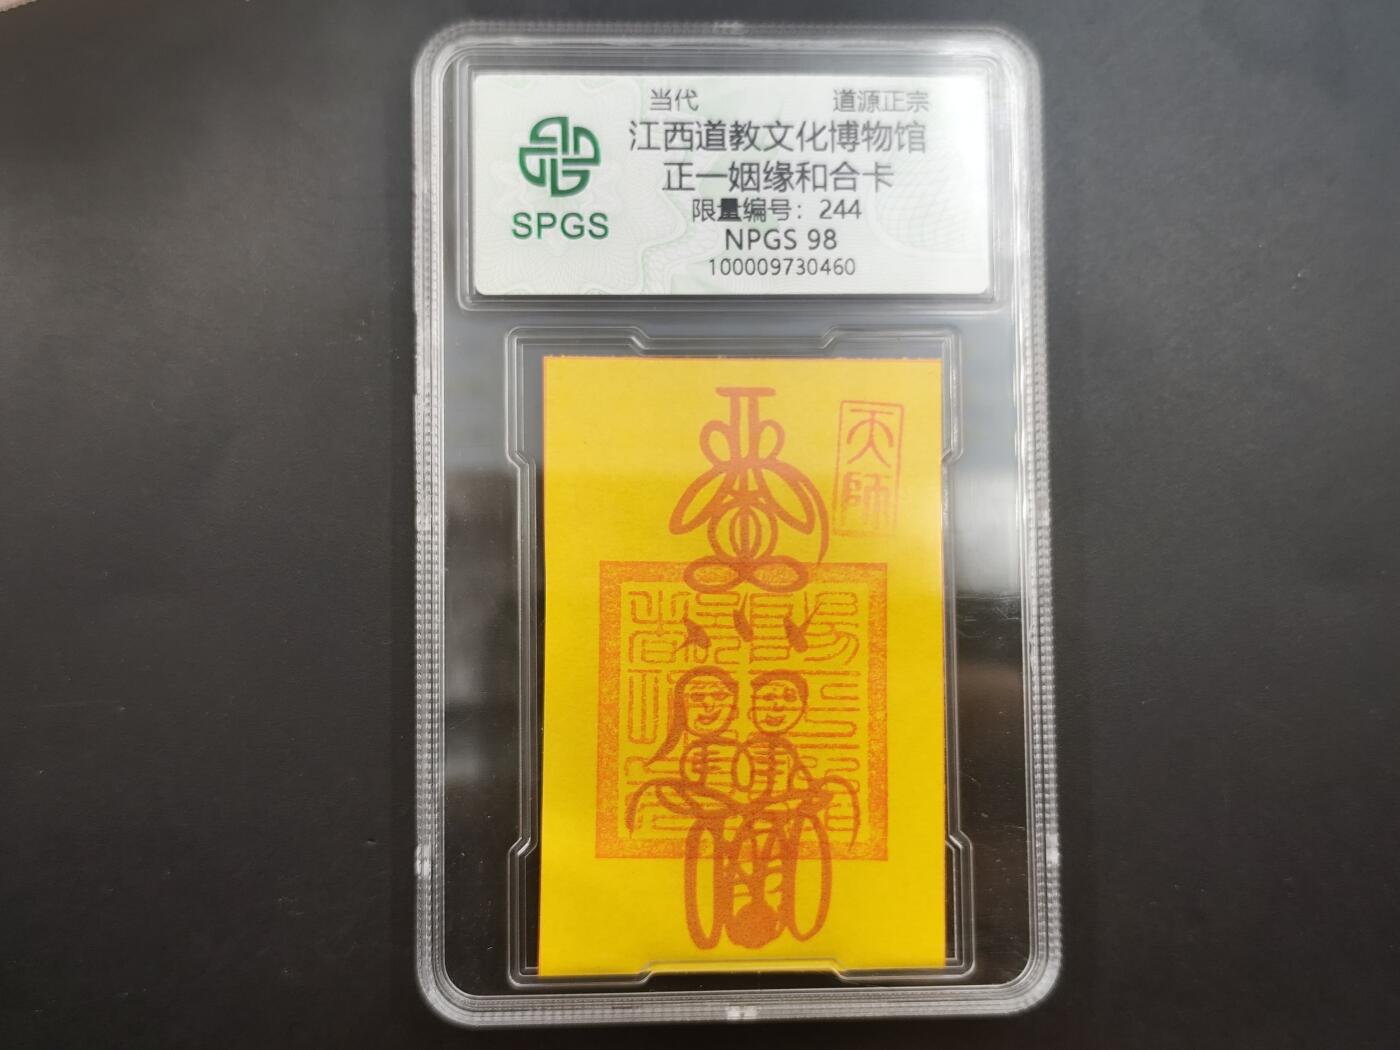 当代 道源正宗
江西道教文化博物馆
正一姻缘和合卡
限量编号：244
NPGS 98
100009730460
SPGS
天師